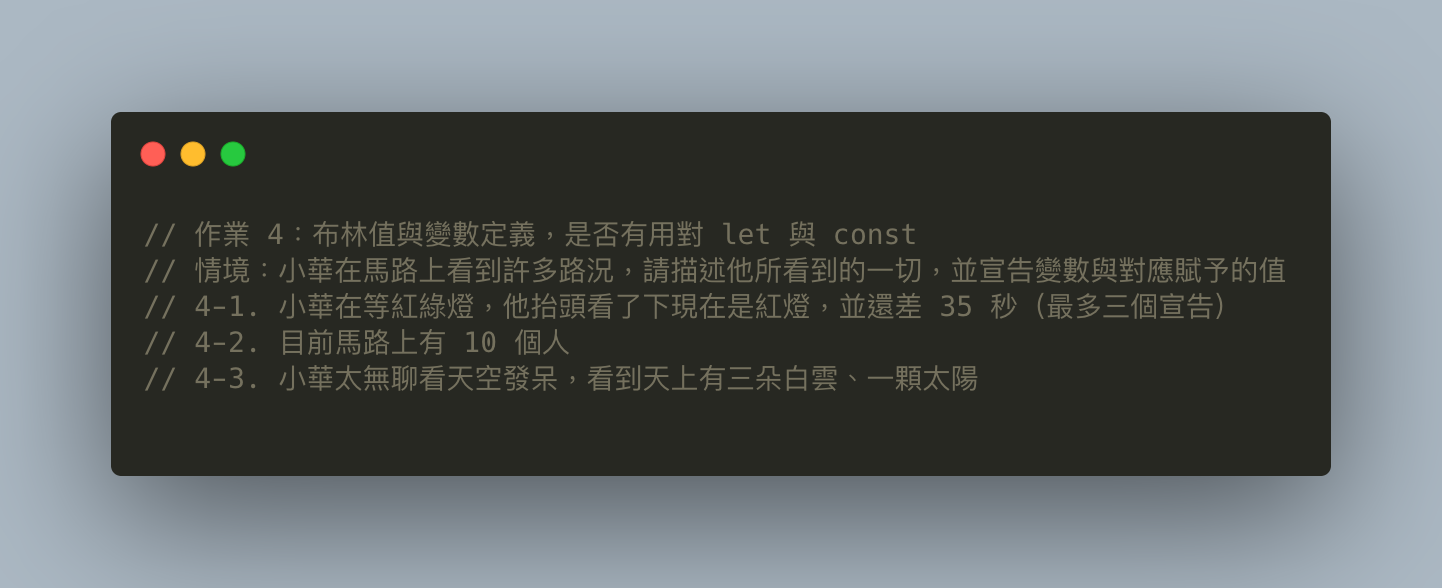 // 作業 4：布林值與變數定義，是否有用對 let 與 const
// 情境：小華在馬路上看到許多路況，請描述他所看到的一切，並宣告變數與對應賦予的值
// 4-1. 小華在等紅綠燈，他抬頭看了下現在是紅燈，並還差 35 秒（最多三個宣告）
// 4-2. 目前馬路上有 10 個人
// 4-3. 小華太無聊看天空發呆，看到天上有三朵白雲、一顆太陽